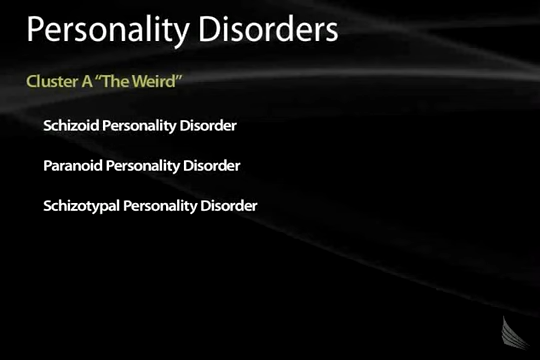 Personality Disorders
Cluster A “The Weird”
Schizoid Personality Disorder
Paranoid Personality Disorder
Schizotypal Personality Disorder